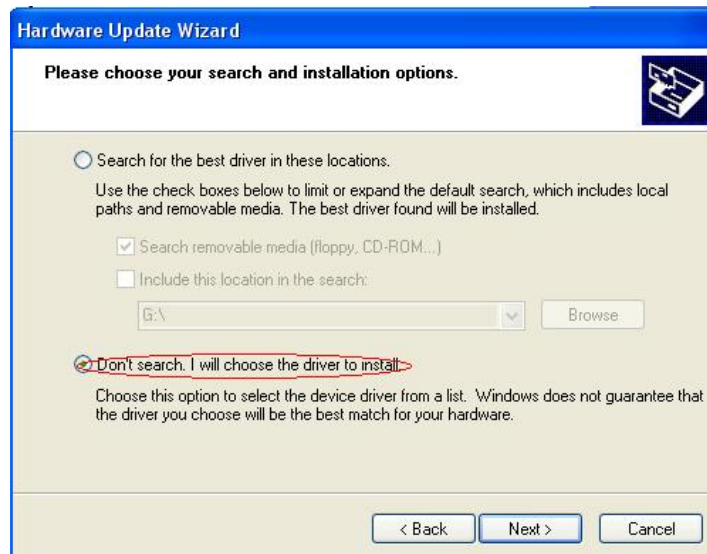 Hardware Update Wizard
Please choose your search and installation options.
Search for the best driver in these locations.
Use the check boxes below to limit or expand the default search, which includes local
paths and removable media. The best driver found will be installed.
Search removable media (floppy, CD-ROM...)
Include this location in the search:
G:\
Browse
Don't search. I will choose the driver to install.
Choose this option to select the device driver from a list. Windows does not guarantee that
the driver you choose will be the best match for your hardware.
< Back Next > Cancel